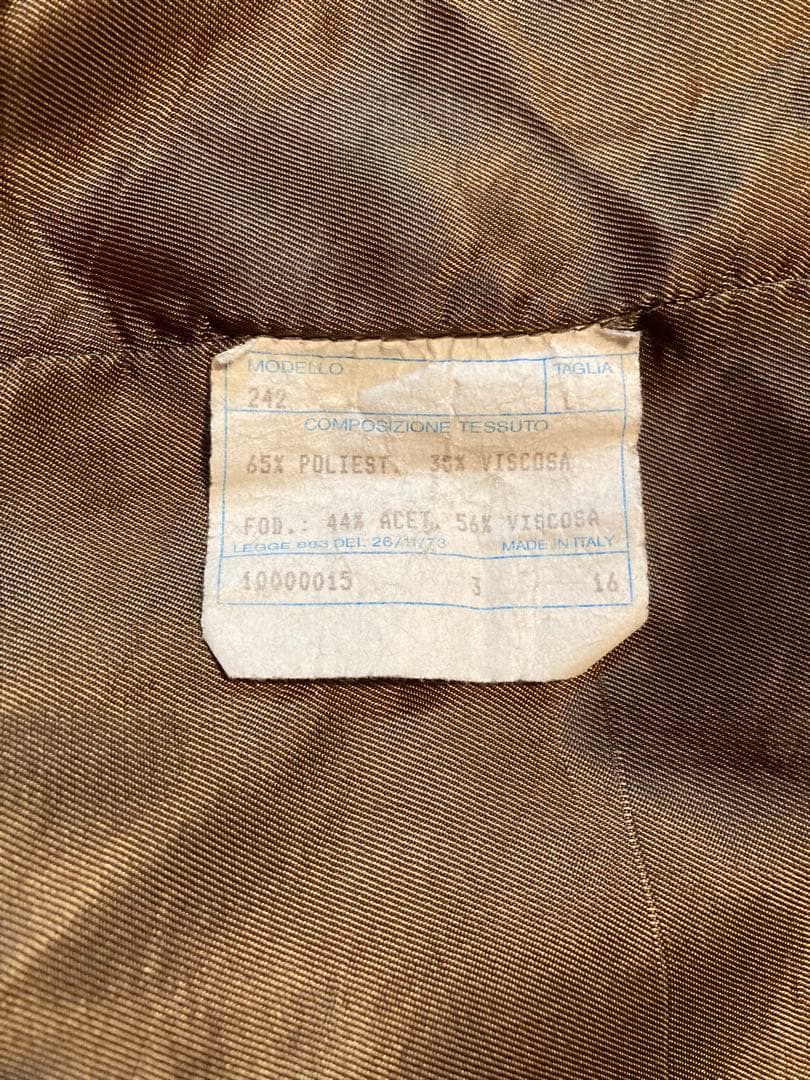 MODELLO TAGLIA
242 L
COMPOSIZIONE TESSUTO
65% POLIEST. 35% VISCOSA
FOD.: 44% ACET. 56% VISCOSA
LEGGE 883 DEL 26/11/73 MADE IN ITALY
10000015 3 16